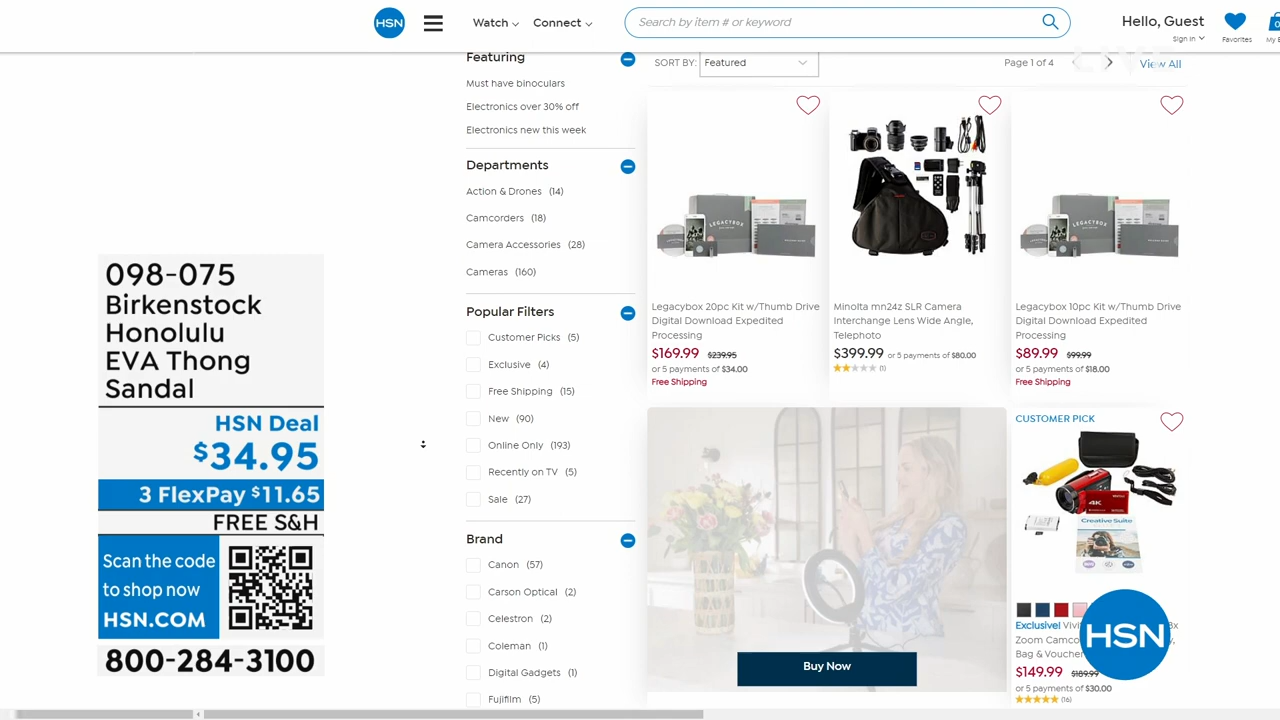 HSN
Watch
Connect
Search by item # or keyword
Hello, Guest
Sign In
Favorites
0
Featuring
Must have binoculars
Electronics over 30% off
Electronics new this week
SORT BY:
Featured
Page 1 of 4
View All
LIVE
Departments
Action & Drones (14)
Camcorders (18)
Camera Accessories (28)
Cameras (160)
Popular Filters
Customer Picks (5)
Exclusive (4)
Free Shipping (15)
New (90)
Online Only (193)
Recently on TV (5)
Sale (27)
Brand
Canon (57)
Carson Optical (2)
Celestron (2)
Coleman (1)
Digital Gadgets (1)
Fujifilm (5)
LEGACYBOX
Legacybox 20pc Kit w/Thumb Drive
Digital Download Expedited
Processing
$169.99 $239.95
or 5 payments of $34.00
Free Shipping
Minolta mn24z SLR Camera
Interchange Lens Wide Angle,
Telephoto
$399.99 or 5 payments of $80.00
(1)
LEGACYBOX
Legacybox 10pc Kit w/Thumb Drive
Digital Download Expedited
Processing
$89.99 $99.99
or 5 payments of $18.00
Free Shipping
Buy Now
CUSTOMER PICK
4K
Creative Suite
Exclusive!
Zoom
Bag & Voucher
$149.99 $189.99
or 5 payments of $30.00
(16)
HSN
098-075
Birkenstock
Honolulu
EVA Thong
Sandal
HSN Deal
$34.95
3 FlexPay $11.65
FREE S&H
Scan the code
to shop now
HSN.COM
800-284-3100